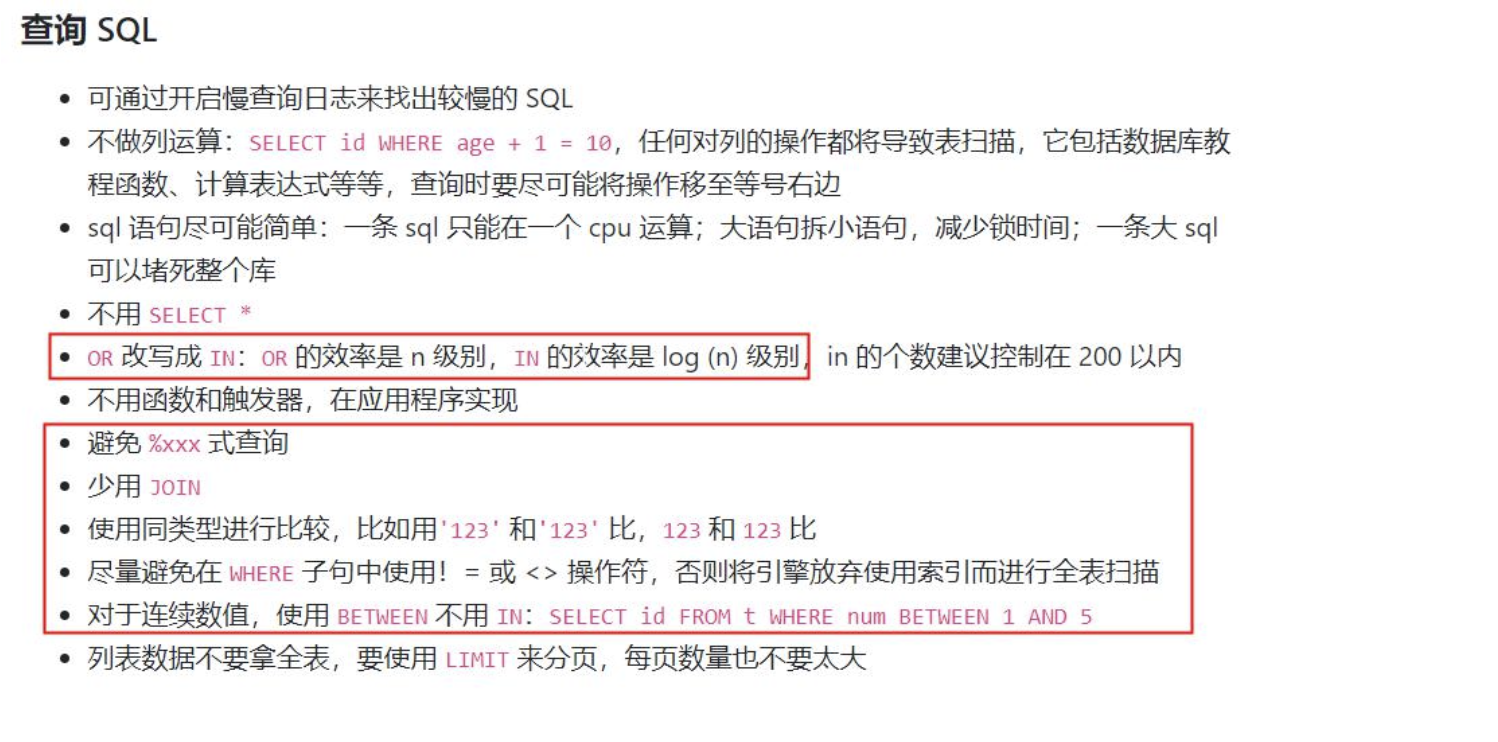 查询 SQL
• 可通过开启慢查询日志来找出较慢的 SQL
• 不做列运算：SELECT id WHERE age + 1 = 10，任何对列的操作都将导致表扫描，它包括数据库教
程函数、计算表达式等等，查询时要尽可能将操作移至等号右边
• sql 语句尽可能简单：一条 sql 只能在一个 cpu 运算；大语句拆小语句，减少锁时间；一条大 sql
可以堵死整个库
• 不用 SELECT *
• OR 改写成 IN：OR 的效率是 n 级别，IN 的效率是 log (n) 级别，in 的个数建议控制在 200 以内
• 不用函数和触发器，在应用程序实现
• 避免 %xxx 式查询
• 少用 JOIN
• 使用同类型进行比较，比如用'123' 和'123' 比，123 和 123 比
• 尽量避免在 WHERE 子句中使用！= 或 <> 操作符，否则将引擎放弃使用索引而进行全表扫描
• 对于连续数值，使用 BETWEEN 不用 IN：SELECT id FROM t WHERE num BETWEEN 1 AND 5
• 列表数据不要拿全表，要使用 LIMIT 来分页，每页数量也不要太大